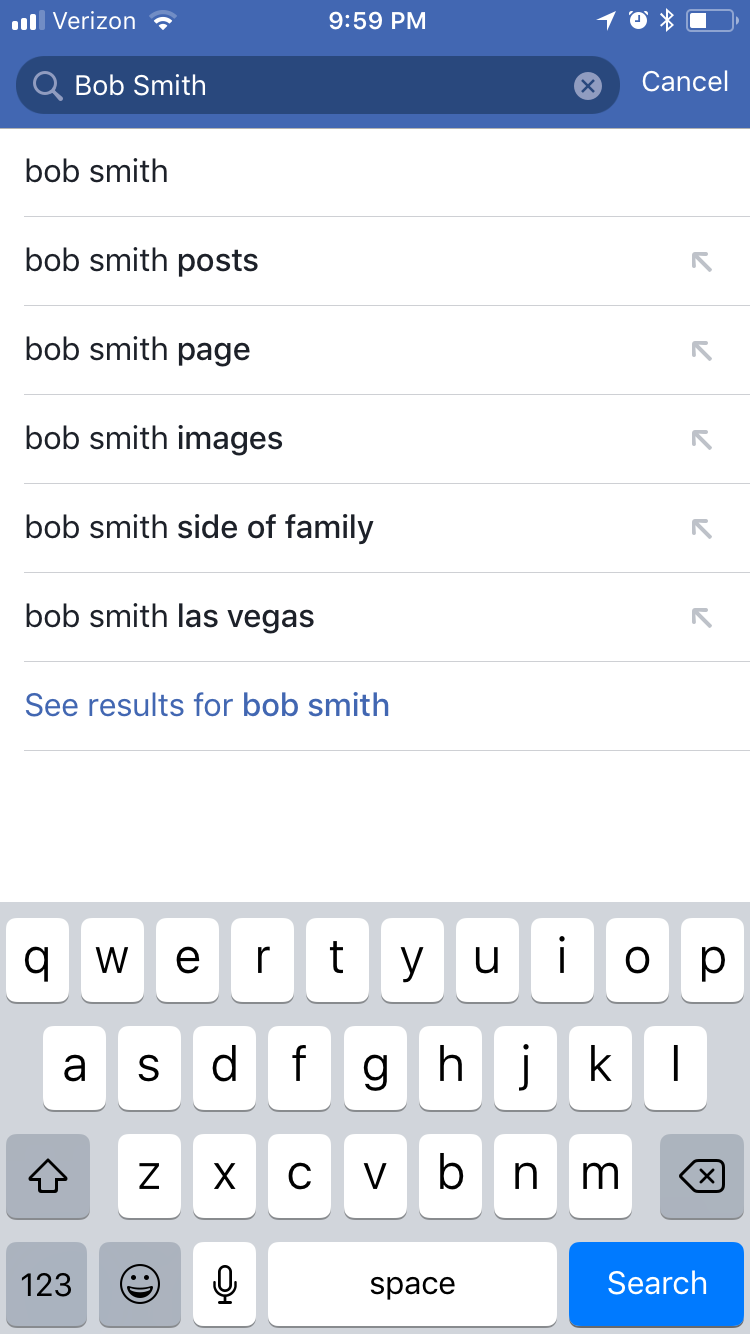 Verizon 9:59 PM
Bob Smith Cancel
bob smith
bob smith posts
bob smith page
bob smith images
bob smith side of family
bob smith las vegas
See results for bob smith
q w e r t y u i o p
a s d f g h j k l
z x c v b n m
123 space Search